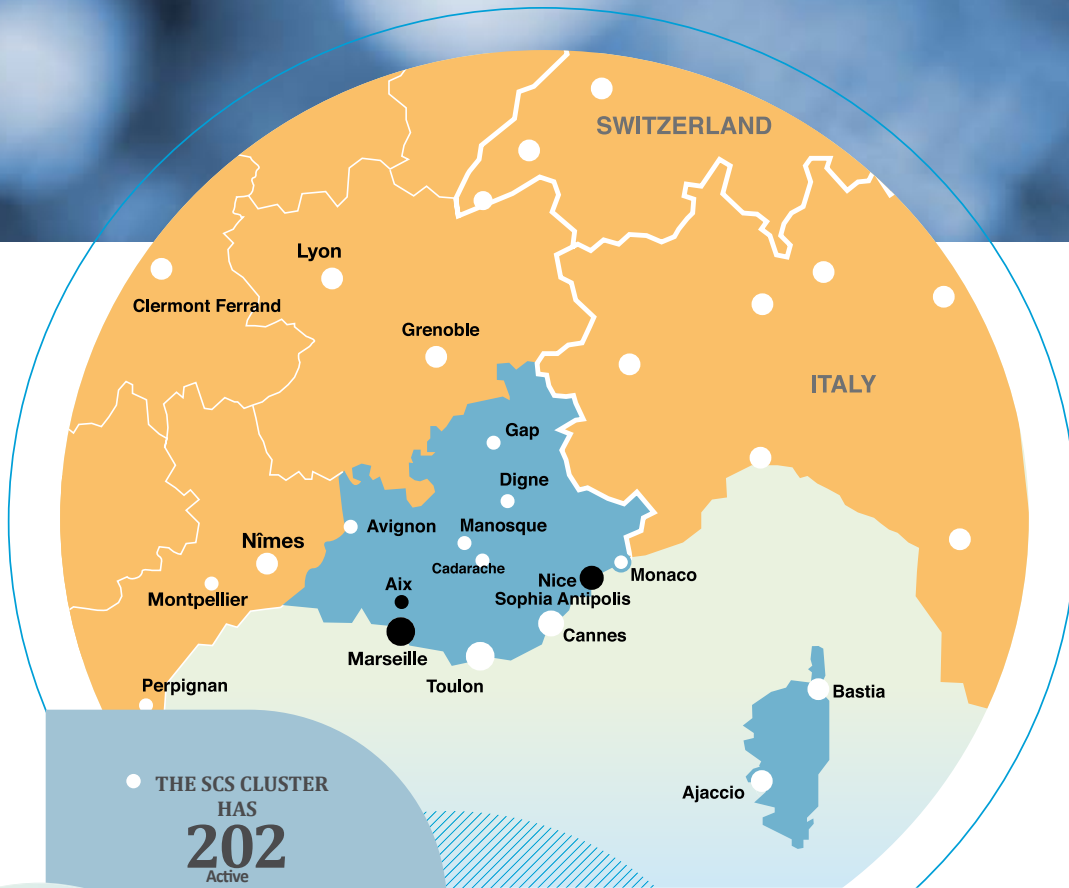 SWITZERLAND
Lyon
Clermont Ferrand
Grenoble
ITALY
Gap
Digne
Avignon
Manosque
Nîmes
Cadarache
Nice
Monaco
Aix
Sophia Antipolis
Montpellier
Cannes
Marseille
Toulon
Perpignan
Bastia
Ajaccio
THE SCS CLUSTER
HAS
202
Active